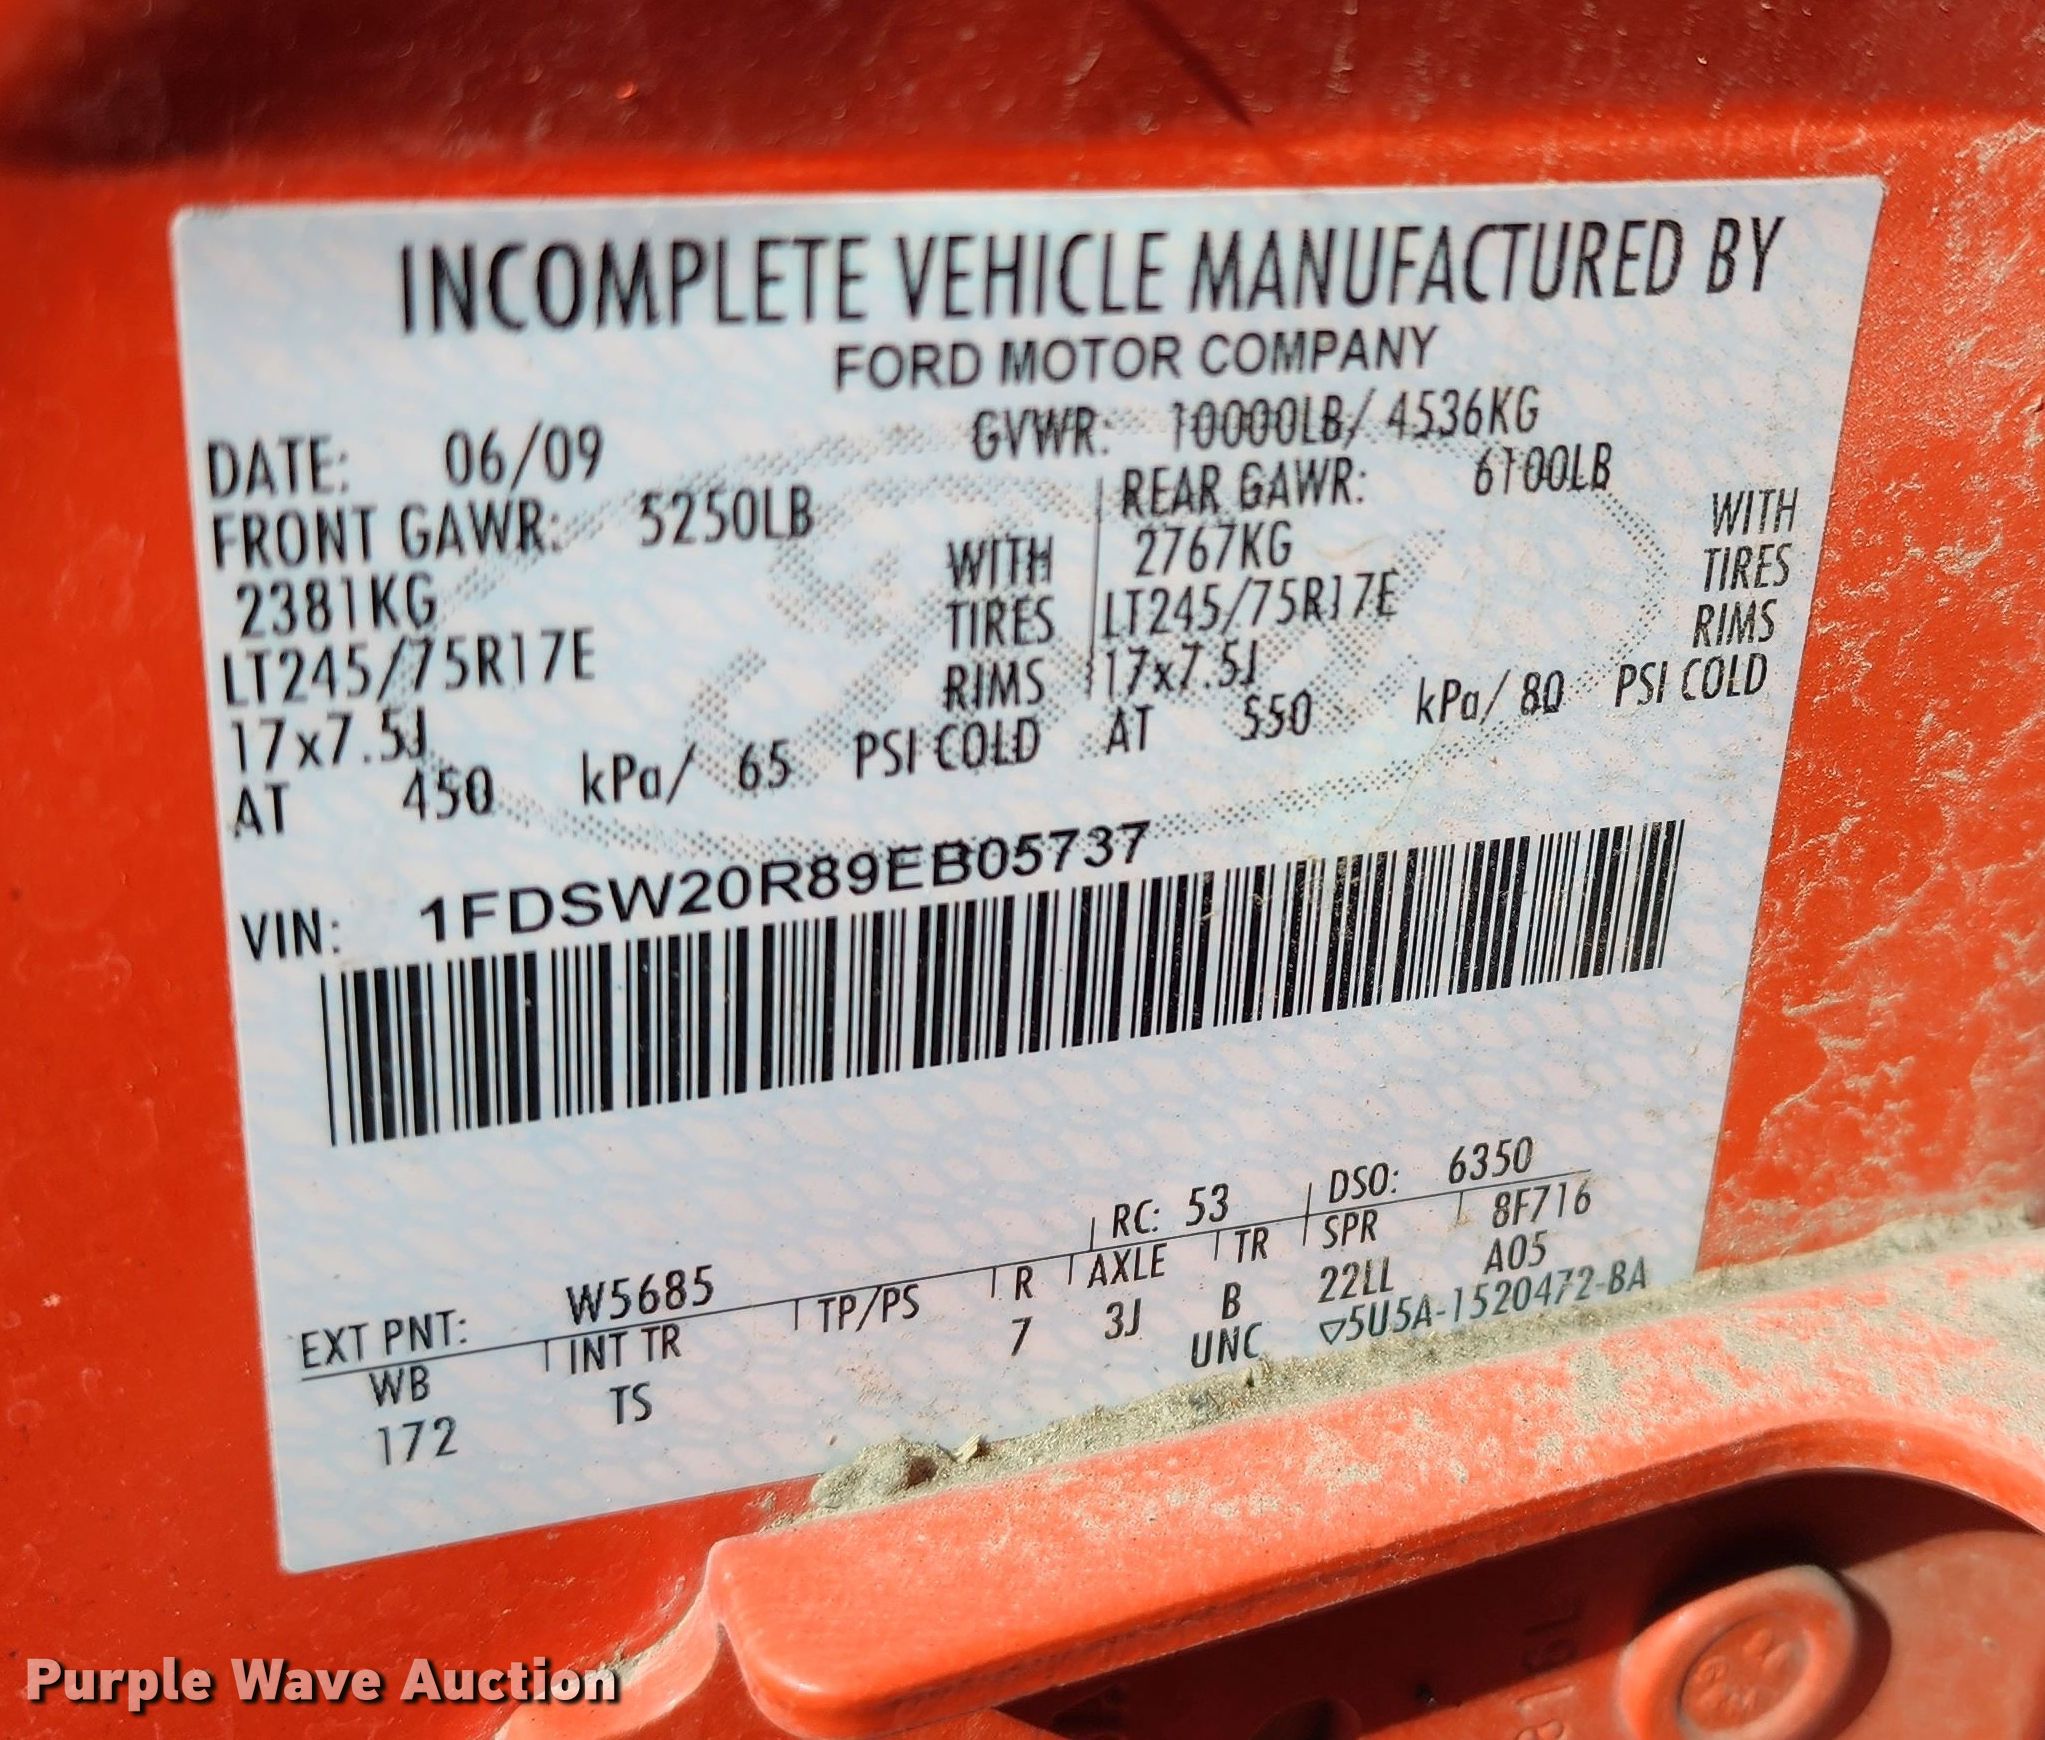 INCOMPLETE VEHICLE MANUFACTURED BY
FORD MOTOR COMPANY
DATE: 06/09 GVWR: 10000LB/ 4536KG
FRONT GAWR: 5250LB REAR GAWR: 6100LB
2381KG WITH 2767KG WITH
LT245/75R17E TIRES LT245/75R17E TIRES
17x7.5J RIMS 17x7.5J RIMS
AT 450 kPa/ 65 PSI COLD AT 550 kPa/ 80 PSI COLD
VIN: 1FDSW20R89EB05737
EXT PNT: W5685 RC: 53 DSO: 6350
WB INT TR TP/PS R AXLE TR SPR 8F716
172 TS 7 3J B 22LL A05
UNC ▽5U5A-1520472-BA
Purple Wave Auction